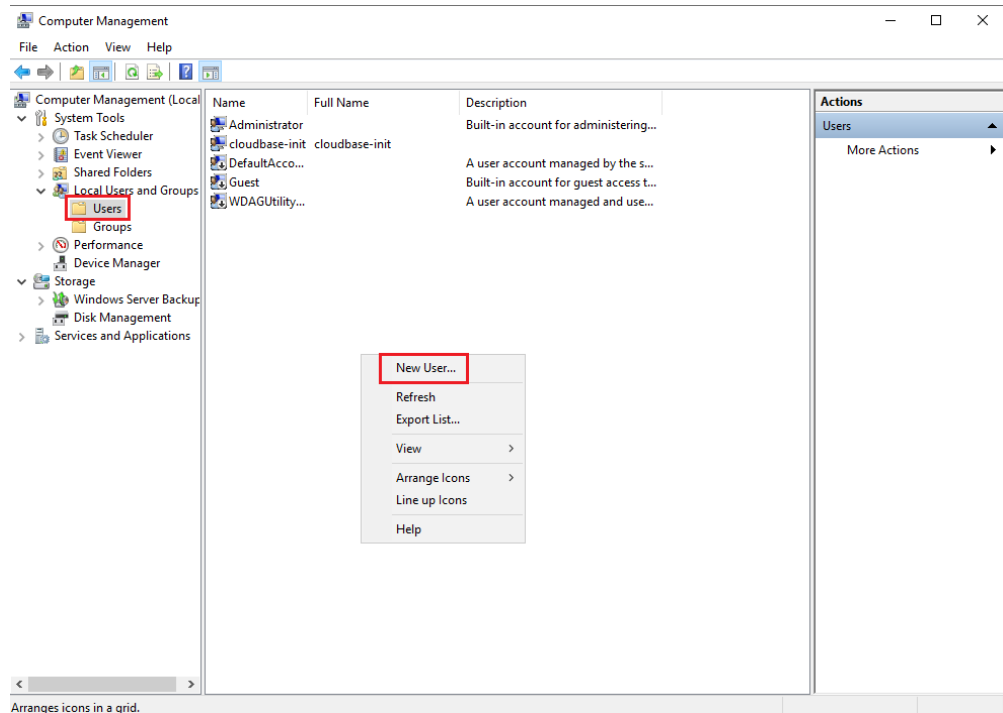 Computer Management
File Action View Help
Computer Management (Local
System Tools
Task Scheduler
Event Viewer
Shared Folders
Local Users and Groups
Users
Groups
Performance
Device Manager
Storage
Windows Server Backup
Disk Management
Services and Applications
Name Full Name Description
Administrator Built-in account for administering...
cloudbase-init cloudbase-init
DefaultAcco... A user account managed by the s...
Guest Built-in account for guest access t...
WDAGUtility... A user account managed and use...
New User...
Refresh
Export List...
View
Arrange Icons
Line up Icons
Help
Actions
Users
More Actions
Arranges icons in a grid.